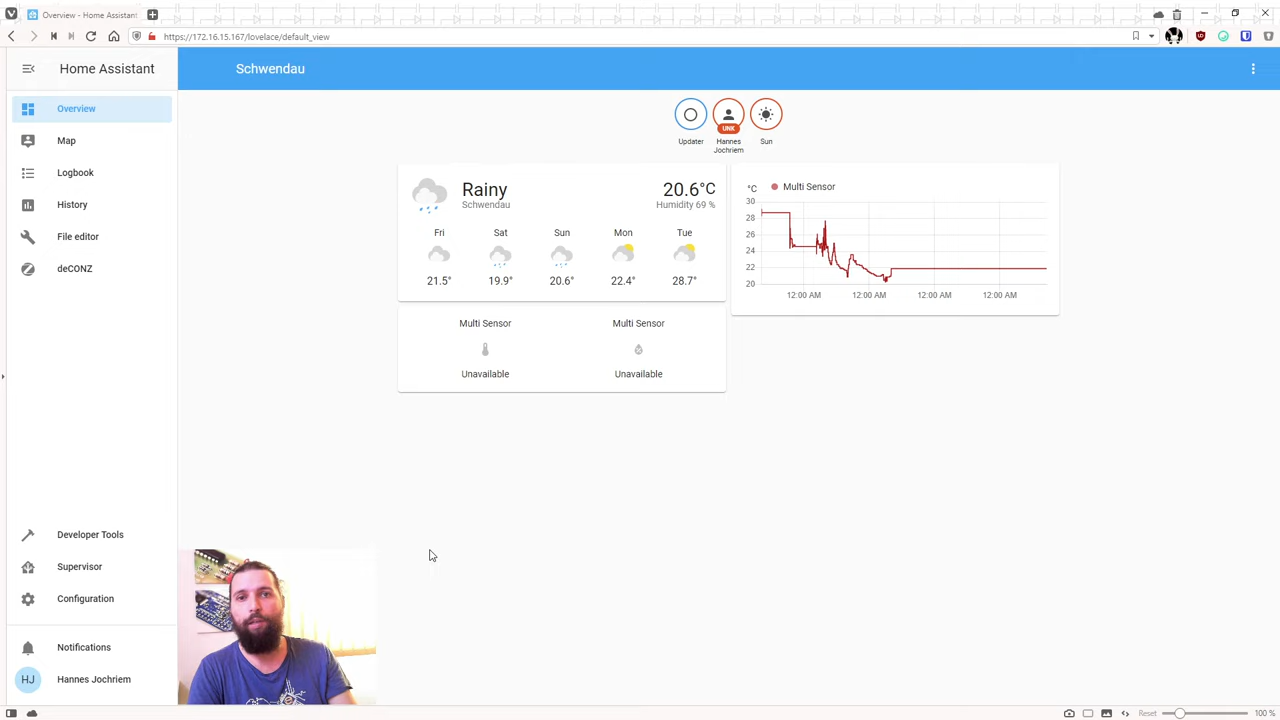 Overview - Home Assistant
https://172.16.15.167/lovelace/default_view
Home Assistant
Schwendau
Overview
Map
Logbook
History
File editor
deCONZ
Developer Tools
Supervisor
Configuration
Notifications
HJ Hannes Jochriem
Updater
UNK
Hannes
Jochriem
Sun
Rainy
Schwendau
20.6°C
Humidity 69 %
Fri Sat Sun Mon Tue
21.5° 19.9° 20.6° 22.4° 28.7°
Multi Sensor Multi Sensor
Unavailable Unavailable
°C Multi Sensor
30
28
26
24
22
20
12:00 AM 12:00 AM 12:00 AM 12:00 AM
Reset 100 %